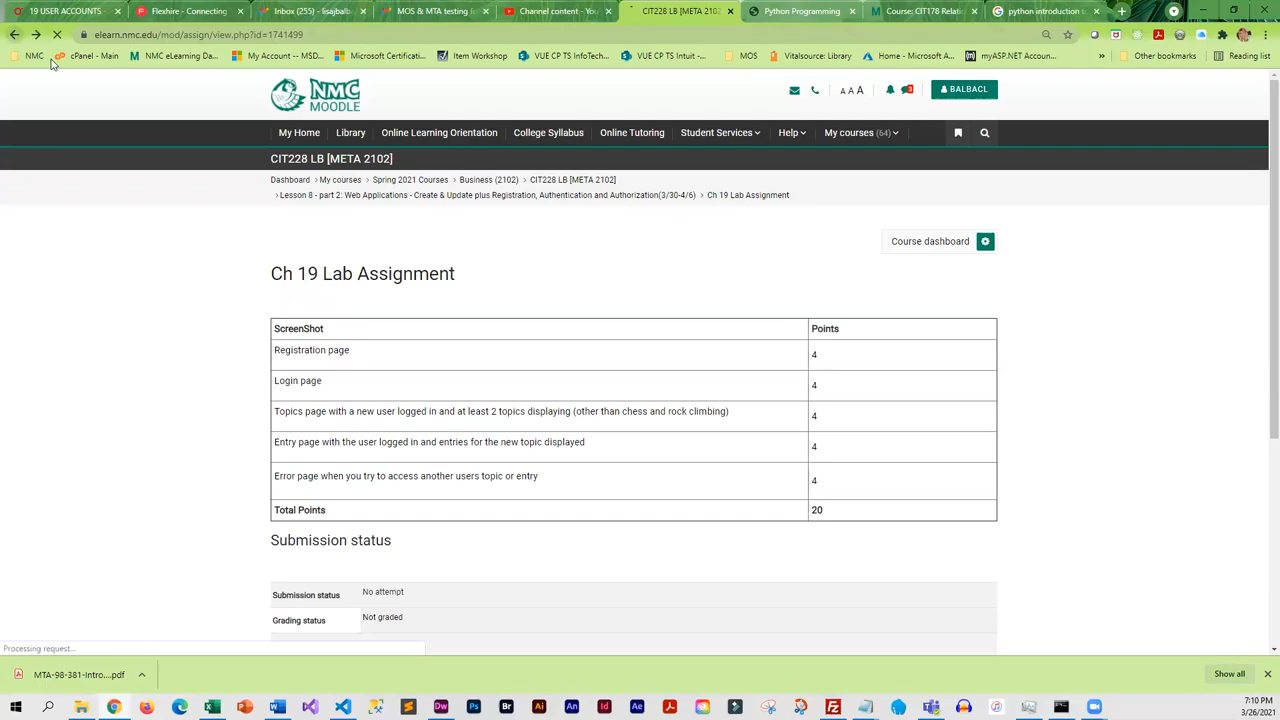 19 USER ACCOUNTS
Flexhire - Connecting
Inbox (255) - lisajbalb
MOS & MTA testing
Channel content - You
CIT228 LB [META 2102
Python Programming
Course: CIT178 Relati
python introduction t
elearn.nmc.edu/mod/assign/view.php?id=1741499
NMC
cPanel - Main
NMC eLearning Da...
My Account -- MSD...
Microsoft Certificati...
Item Workshop
VUE CP TS InfoTech...
VUE CP TS Intuit -...
MOS
Vitalsource: Library
Home - Microsoft A...
myASP.NET Accoun...
»
Other bookmarks
Reading list
NMC
MOODLE
A A A
BALBACL
My Home
Library
Online Learning Orientation
College Syllabus
Online Tutoring
Student Services
Help
My courses (64)
CIT228 LB [META 2102]
Dashboard › My courses › Spring 2021 Courses › Business (2102) › CIT228 LB [META 2102]
› Lesson 8 - part 2: Web Applications - Create & Update plus Registration, Authentication and Authorization(3/30-4/6) › Ch 19 Lab Assignment
Course dashboard
Ch 19 Lab Assignment
ScreenShot Points
Registration page 4
Login page 4
Topics page with a new user logged in and at least 2 topics displaying (other than chess and rock climbing) 4
Entry page with the user logged in and entries for the new topic displayed 4
Error page when you try to access another users topic or entry 4
Total Points 20
Submission status
Submission status No attempt
Grading status Not graded
Processing request...
MTA-98-381-Intro....pdf
Show all
7:10 PM
3/26/2021